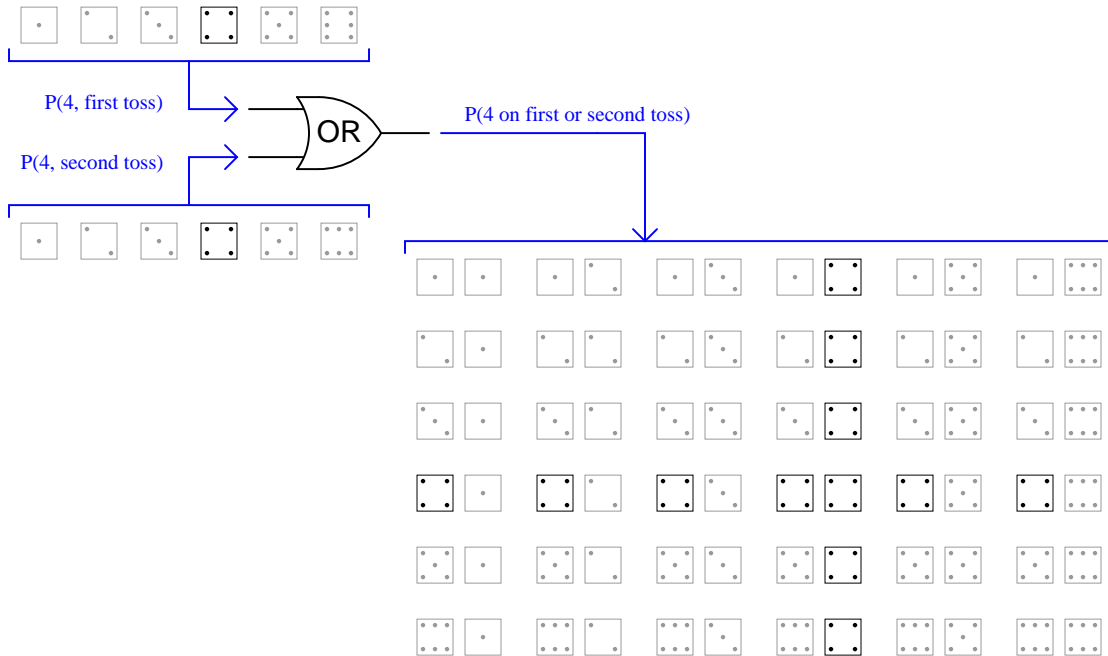 P(4, first toss)
OR
P(4 on first or second toss)
P(4, second toss)